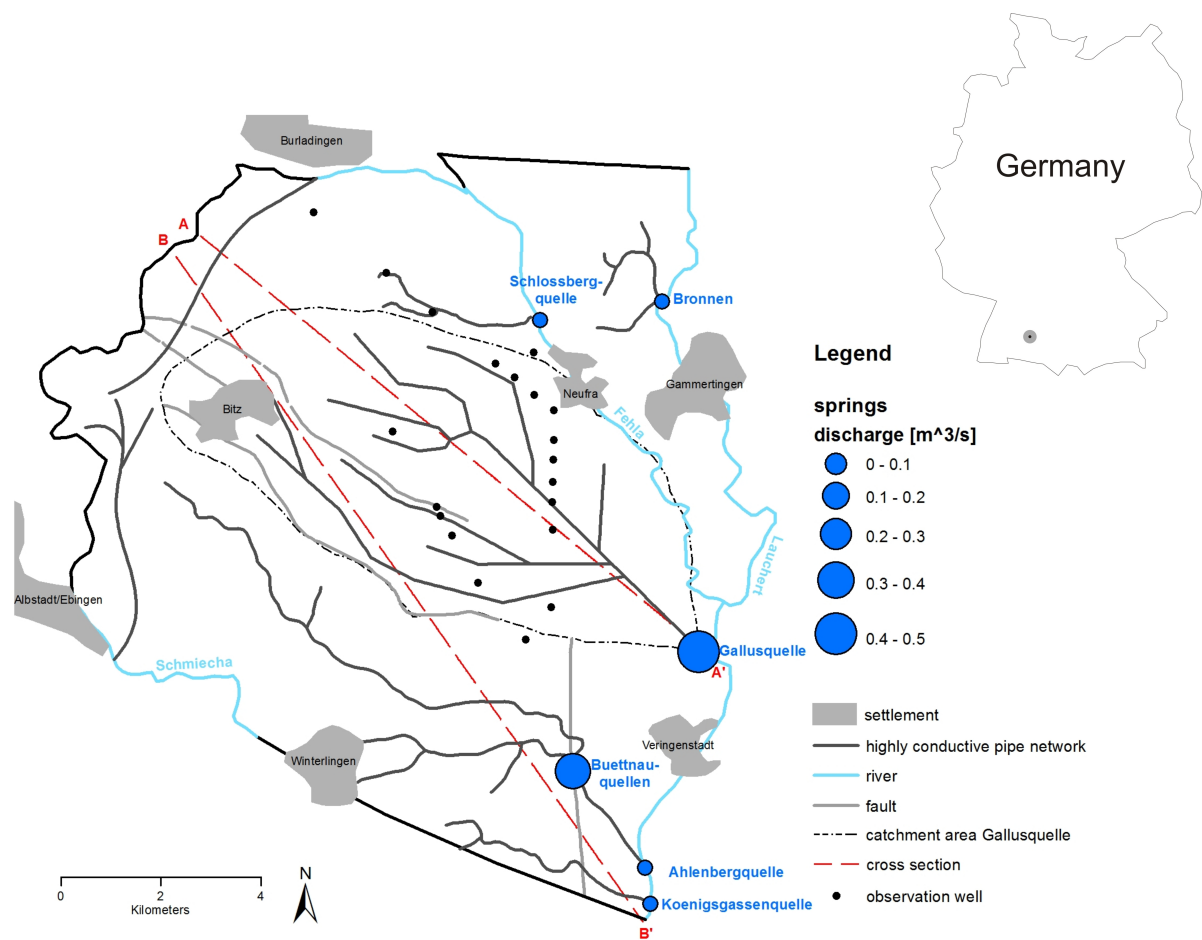 Burladingen
Germany
A
B
Schlossberg-
quelle
Bronnen
Legend
Gammertingen
Neufra
Bitz
springs
discharge [m^3/s]
Fehla
0 - 0.1
0.1 - 0.2
0.2 - 0.3
0.3 - 0.4
0.4 - 0.5
Lauchert
Albstadt/Ebingen
Gallusquelle
A'
Schmiecha
settlement
Veringenstadt
highly conductive pipe network
Winterlingen
Buettnau-
quellen
river
fault
catchment area Gallusquelle
cross section
observation well
Ahlenbergquelle
N
0
2
4
Kilometers
Koenigsgassenquelle
B'